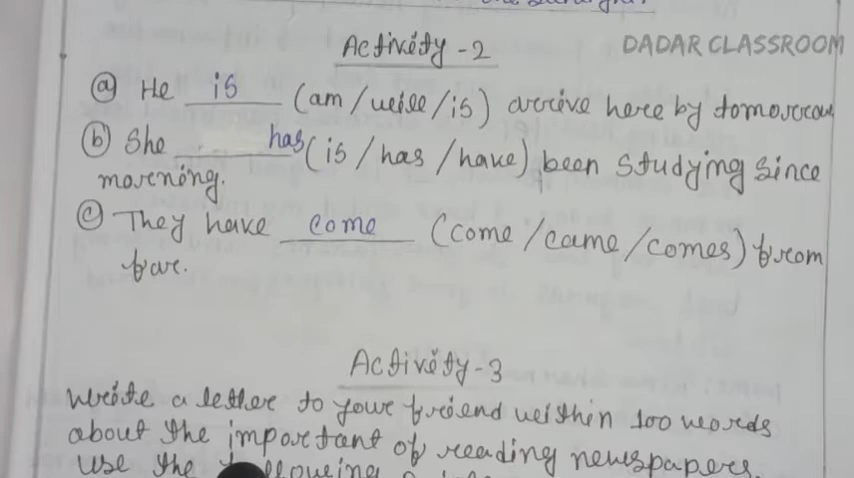 Activity-2
DADAR CLASSROOM
(a) He is (am/will/is) arrive here by tomorrow
(b) She has (is/has/have) been studying since
morening.
(c) They have come (come/came/comes) from
far.
Activity-3
Write a letter to your friend within 100 words
about the important of reading newspapers.
Use the